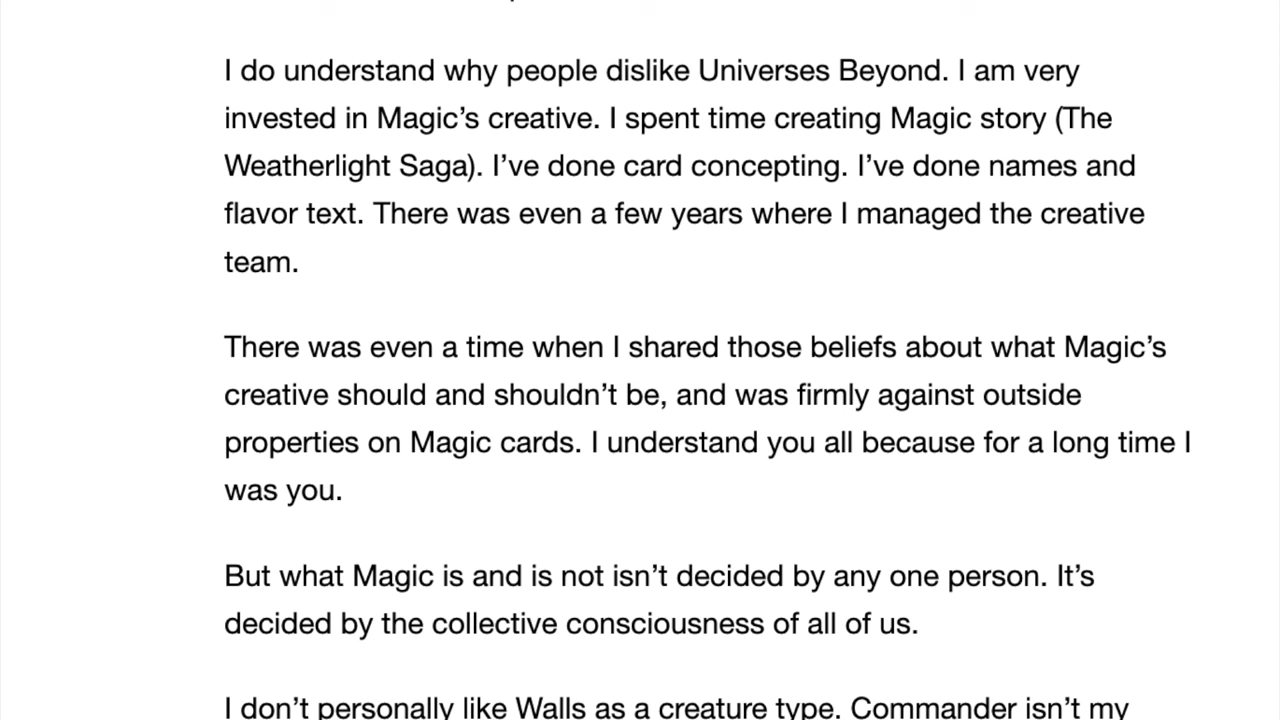 I do understand why people dislike Universes Beyond. I am very
invested in Magic’s creative. I spent time creating Magic story (The
Weatherlight Saga). I’ve done card concepting. I’ve done names and
flavor text. There was even a few years where I managed the creative
team.
There was even a time when I shared those beliefs about what Magic’s
creative should and shouldn’t be, and was firmly against outside
properties on Magic cards. I understand you all because for a long time I
was you.
But what Magic is and is not isn’t decided by any one person. It’s
decided by the collective consciousness of all of us.
I don’t personally like Walls as a creature type. Commander isn’t my